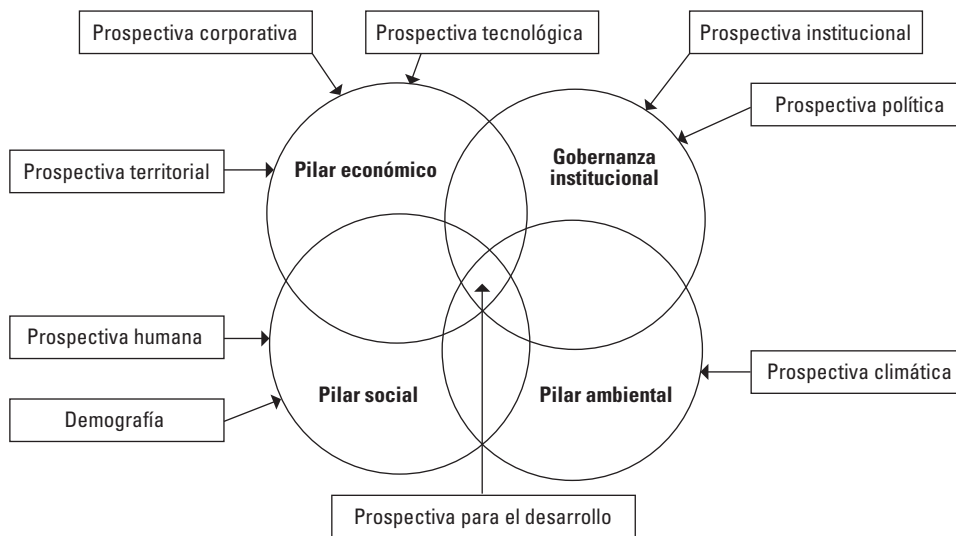 Prospectiva corporativa
Prospectiva tecnológica
Prospectiva institucional
Prospectiva política
Prospectiva territorial
Pilar económico
Gobernanza
institucional
Prospectiva humana
Prospectiva climática
Pilar social
Pilar ambiental
Demografía
Prospectiva para el desarrollo